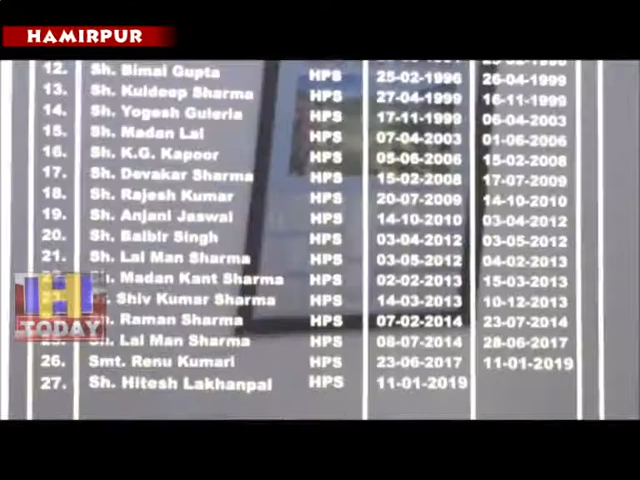 HAMIRPUR
12. Sh. Bimal Gupta HPS 25-02-1996 26-04-1999
13. Sh. Kuldeep Sharma HPS 27-04-1999 16-11-1999
14. Sh. Yogesh Guleria HPS 17-11-1999 06-04-2003
15. Sh. Madan Lal HPS 07-04-2003 01-06-2006
16. Sh. K.G. Kapoor HPS 05-06-2006 15-02-2008
17. Sh. Devakar Sharma HPS 15-02-2008 17-07-2009
18. Sh. Rajesh Kumar HPS 20-07-2009 14-10-2010
19. Sh. Anjani Jaswal HPS 14-10-2010 03-04-2012
20. Sh. Balbir Singh HPS 03-04-2012 03-05-2012
21. Sh. Lal Man Sharma HPS 03-05-2012 04-02-2013
Madan Kant Sharma HPS 02-02-2013 15-03-2013
Shiv Kumar Sharma HPS 14-03-2013 10-12-2013
Raman Sharma HPS 07-02-2014 23-07-2014
Lal Man Sharma HPS 08-07-2014 28-06-2017
26. Smt. Renu Kumari HPS 23-06-2017 11-01-2019
27. Sh. Hitesh Lakhanpal HPS 11-01-2019
TODAY